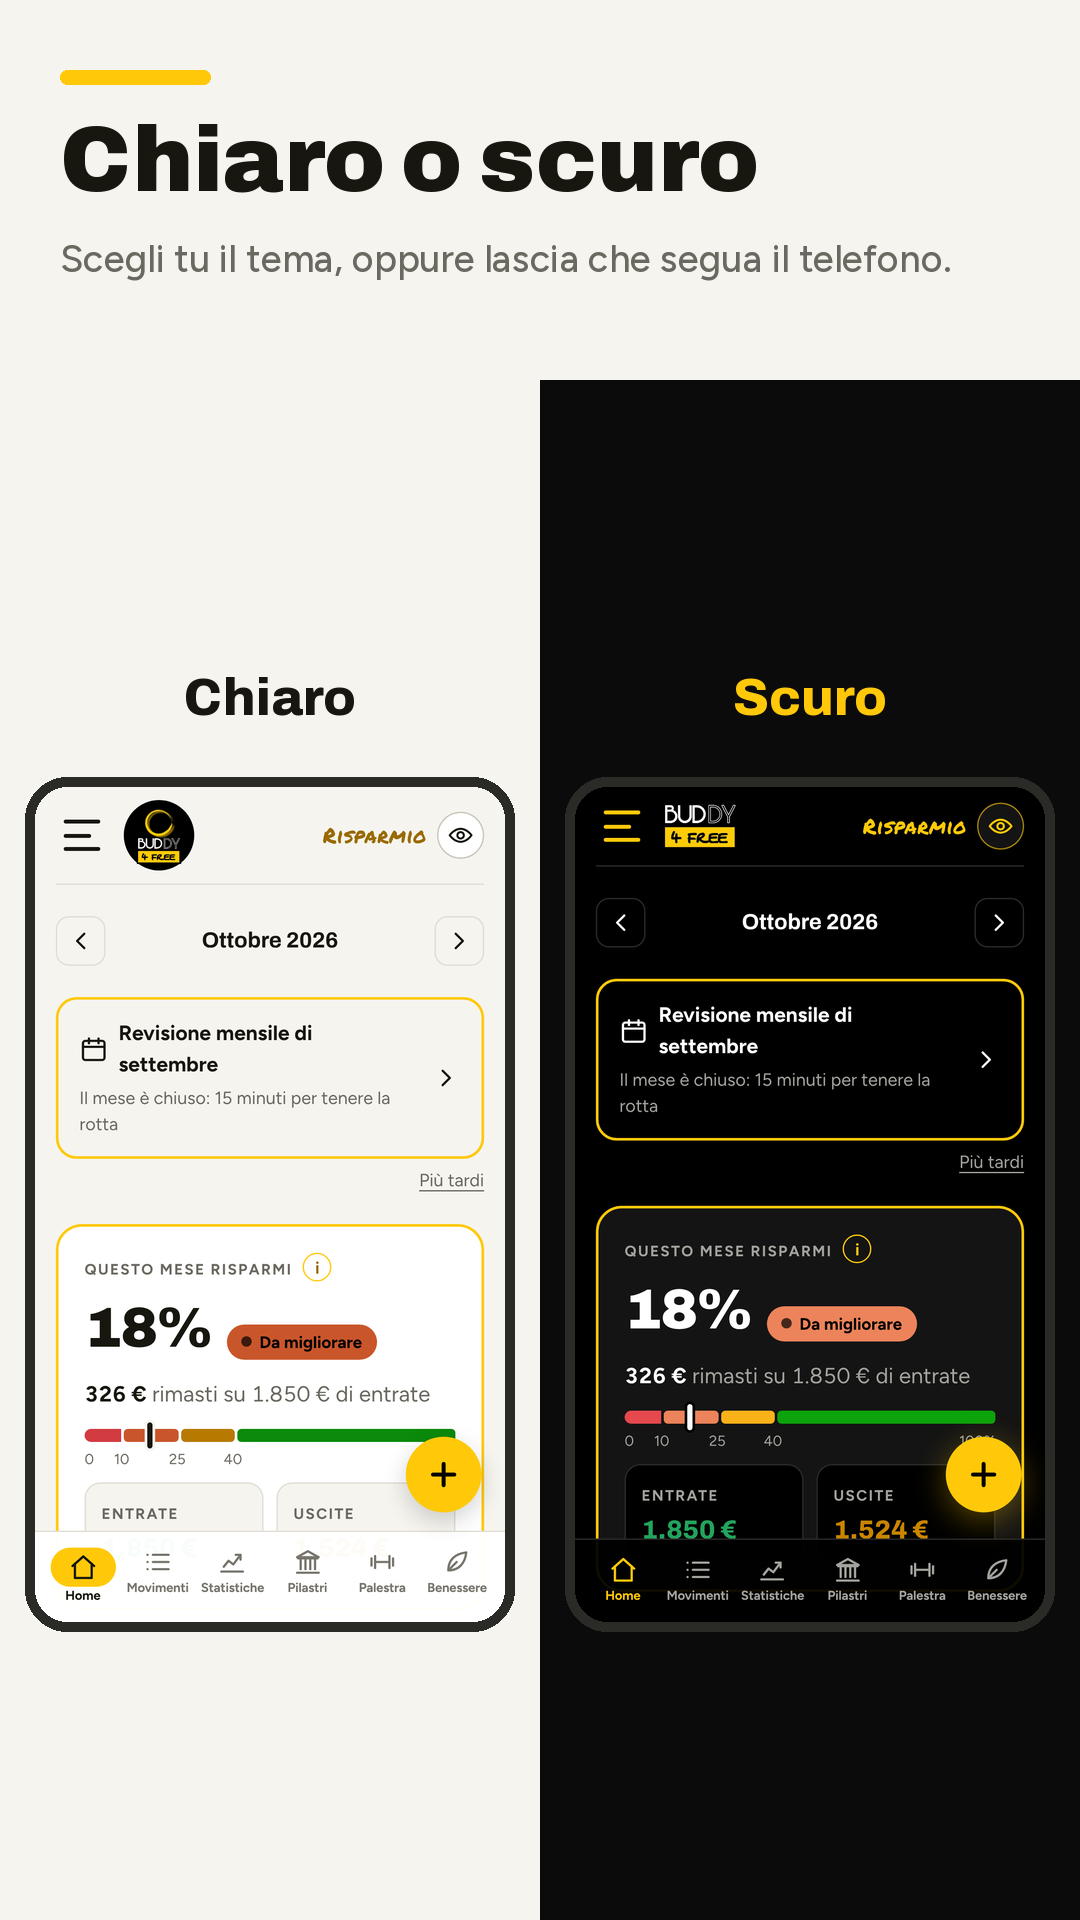 Chiaro o scuro
Scegli tu il tema, oppure lascia che segua il telefono.
Chiaro
BUDDY
4 FREE
RISPARMIO
Ottobre 2026
Revisione mensile di
settembre
Il mese è chiuso: 15 minuti per tenere la
rotta
Più tardi
QUESTO MESE RISPARMI i
18% Da migliorare
326 € rimasti su 1.850 € di entrate
0 10 25 40
ENTRATE USCITE
Home Movimenti Statistiche Pilastri Palestra Benessere
Scuro
BUDDY
4 FREE
RISPARMIO
Ottobre 2026
Revisione mensile di
settembre
Il mese è chiuso: 15 minuti per tenere la
rotta
Più tardi
QUESTO MESE RISPARMI i
18% Da migliorare
326 € rimasti su 1.850 € di entrate
0 10 25 40
ENTRATE USCITE
1.850 € 1.524 €
Home Movimenti Statistiche Pilastri Palestra Benessere